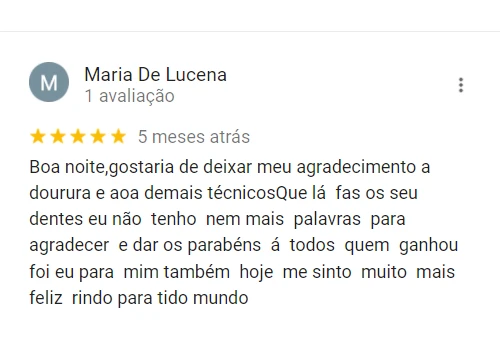 M
Maria De Lucena
1 avaliação
5 meses atrás
Boa noite,gostaria de deixar meu agradecimento a
dourura e aoa demais técnicosQue lá fas os seu
dentes eu não tenho nem mais palavras para
agradecer e dar os parabéns á todos quem ganhou
foi eu para mim também hoje me sinto muito mais
feliz rindo para tido mundo